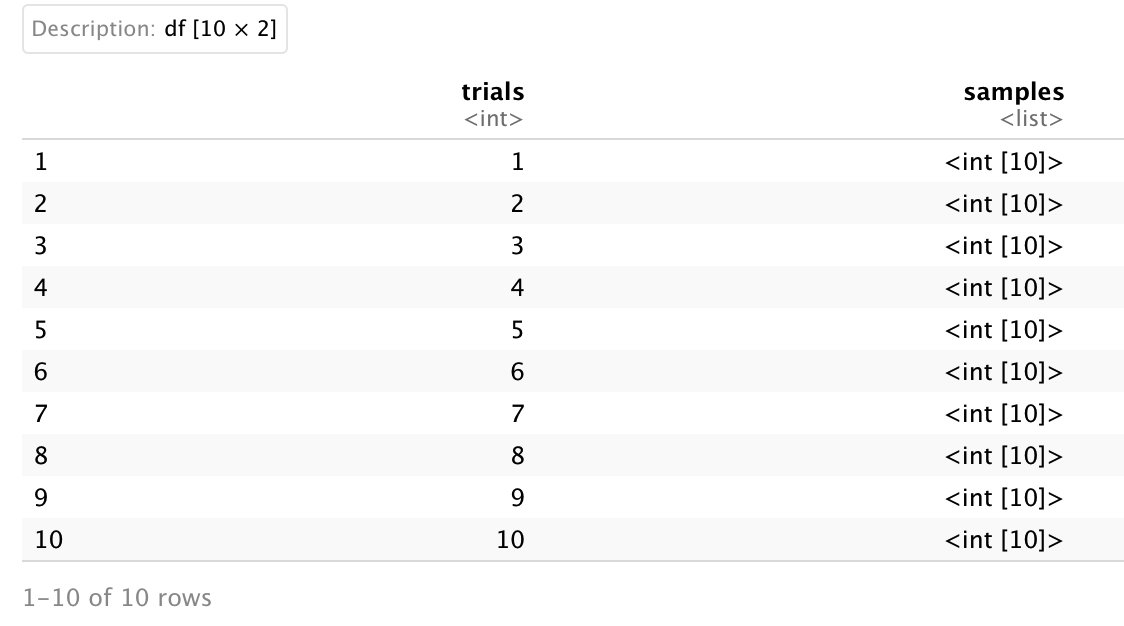 Description: df [10 × 2]
trials samples
<int> <list>
1 1 <int [10]>
2 2 <int [10]>
3 3 <int [10]>
4 4 <int [10]>
5 5 <int [10]>
6 6 <int [10]>
7 7 <int [10]>
8 8 <int [10]>
9 9 <int [10]>
10 10 <int [10]>
1–10 of 10 rows